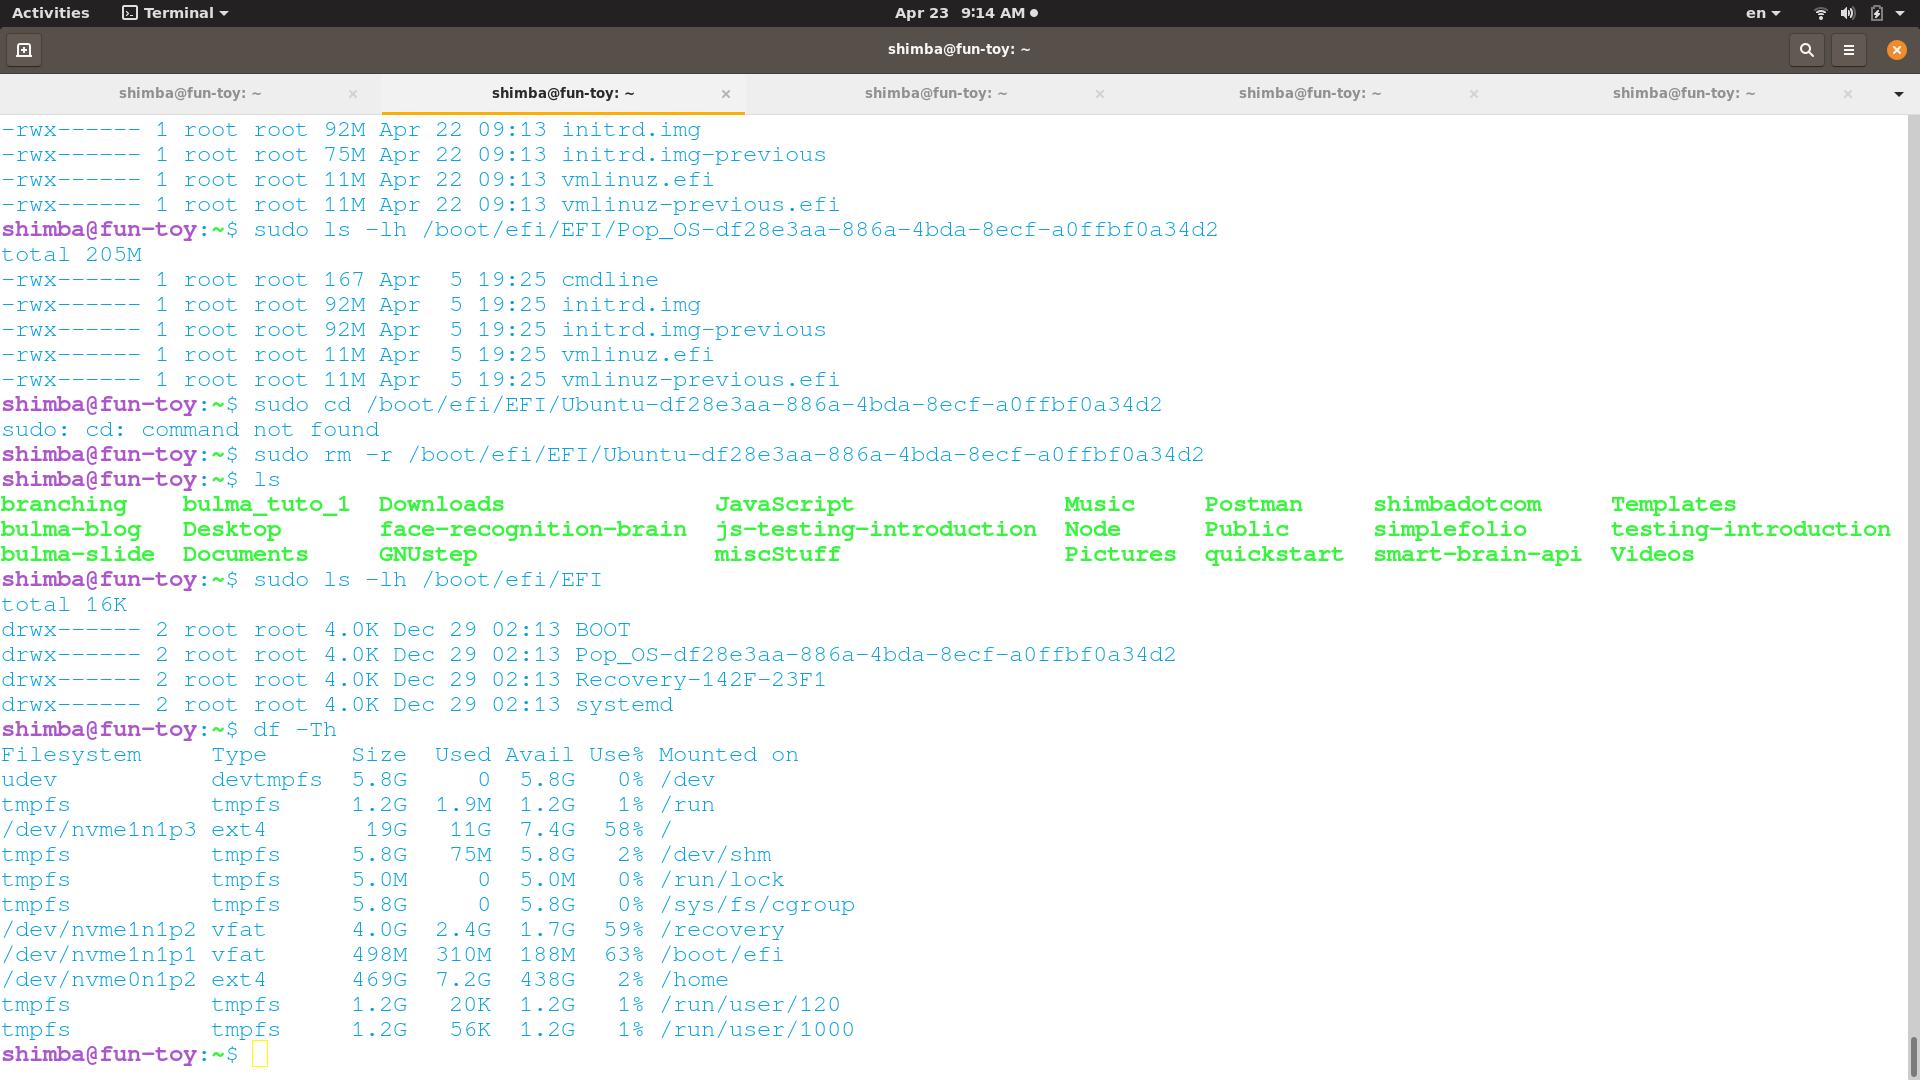 Activities Terminal Apr 23 9:14 AM en
shimba@fun-toy: ~
shimba@fun-toy: ~ shimba@fun-toy: ~ shimba@fun-toy: ~ shimba@fun-toy: ~ shimba@fun-toy: ~
-rwx------ 1 root root 92M Apr 22 09:13 initrd.img
-rwx------ 1 root root 75M Apr 22 09:13 initrd.img-previous
-rwx------ 1 root root 11M Apr 22 09:13 vmlinuz.efi
-rwx------ 1 root root 11M Apr 22 09:13 vmlinuz-previous.efi
shimba@fun-toy:~$ sudo ls -lh /boot/efi/EFI/Pop_OS-df28e3aa-886a-4bda-8ecf-a0ffbf0a34d2
total 205M
-rwx------ 1 root root 167 Apr  5 19:25 cmdline
-rwx------ 1 root root 92M Apr  5 19:25 initrd.img
-rwx------ 1 root root 92M Apr  5 19:25 initrd.img-previous
-rwx------ 1 root root 11M Apr  5 19:25 vmlinuz.efi
-rwx------ 1 root root 11M Apr  5 19:25 vmlinuz-previous.efi
shimba@fun-toy:~$ sudo cd /boot/efi/EFI/Ubuntu-df28e3aa-886a-4bda-8ecf-a0ffbf0a34d2
sudo: cd: command not found
shimba@fun-toy:~$ sudo rm -r /boot/efi/EFI/Ubuntu-df28e3aa-886a-4bda-8ecf-a0ffbf0a34d2
shimba@fun-toy:~$ ls
branching    bulma_tuto_1  Downloads               JavaScript               Music     Postman     shimbadotcom     Templates
bulma-blog   Desktop       face-recognition-brain  js-testing-introduction  Node      Public      simplefolio      testing-introduction
bulma-slide  Documents     GNUstep                 miscStuff                Pictures  quickstart  smart-brain-api  Videos
shimba@fun-toy:~$ sudo ls -lh /boot/efi/EFI
total 16K
drwx------ 2 root root 4.0K Dec 29 02:13 BOOT
drwx------ 2 root root 4.0K Dec 29 02:13 Pop_OS-df28e3aa-886a-4bda-8ecf-a0ffbf0a34d2
drwx------ 2 root root 4.0K Dec 29 02:13 Recovery-142F-23F1
drwx------ 2 root root 4.0K Dec 29 02:13 systemd
shimba@fun-toy:~$ df -Th
Filesystem     Type      Size  Used Avail Use% Mounted on
udev           devtmpfs  5.8G     0  5.8G   0% /dev
tmpfs          tmpfs     1.2G  1.9M  1.2G   1% /run
/dev/nvme1n1p3 ext4       19G   11G  7.4G  58% /
tmpfs          tmpfs     5.8G   75M  5.8G   2% /dev/shm
tmpfs          tmpfs     5.0M     0  5.0M   0% /run/lock
tmpfs          tmpfs     5.8G     0  5.8G   0% /sys/fs/cgroup
/dev/nvme1n1p2 vfat      4.0G  2.4G  1.7G  59% /recovery
/dev/nvme1n1p1 vfat      498M  310M  188M  63% /boot/efi
/dev/nvme0n1p2 ext4      469G  7.2G  438G   2% /home
tmpfs          tmpfs     1.2G   20K  1.2G   1% /run/user/120
tmpfs          tmpfs     1.2G   56K  1.2G   1% /run/user/1000
shimba@fun-toy:~$